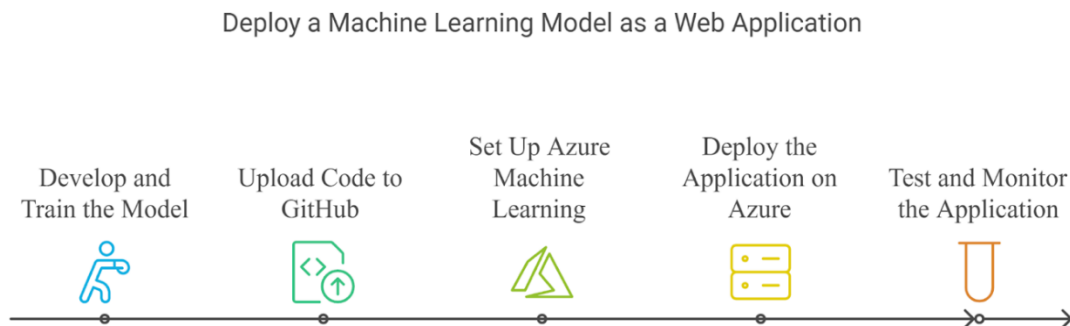 Deploy a Machine Learning Model as a Web Application
Develop and
Train the Model
Upload Code to
GitHub
Set Up Azure
Machine
Learning
Deploy the
Application on
Azure
Test and Monitor
the Application